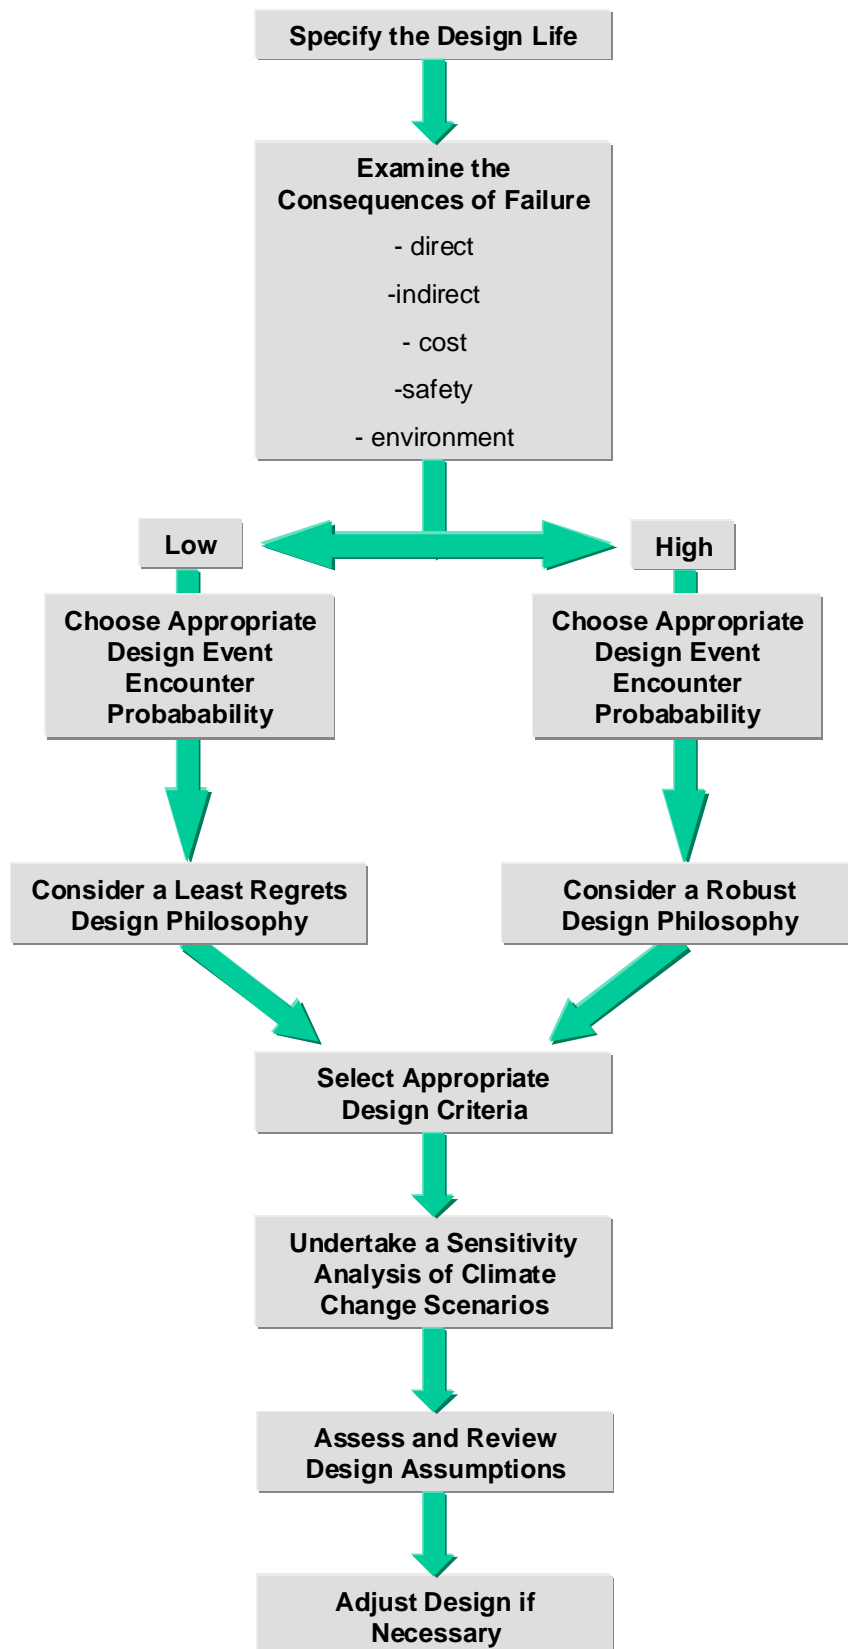 Specify the Design Life
Examine the
Consequences of Failure
- direct
-indirect
- cost
-safety
- environment
Low
High
Choose Appropriate
Design Event
Encounter
Probabability
Choose Appropriate
Design Event
Encounter
Probabability
Consider a Least Regrets
Design Philosophy
Consider a Robust
Design Philosophy
Select Appropriate
Design Criteria
Undertake a Sensitivity
Analysis of Climate
Change Scenarios
Assess and Review
Design Assumptions
Adjust Design if
Necessary